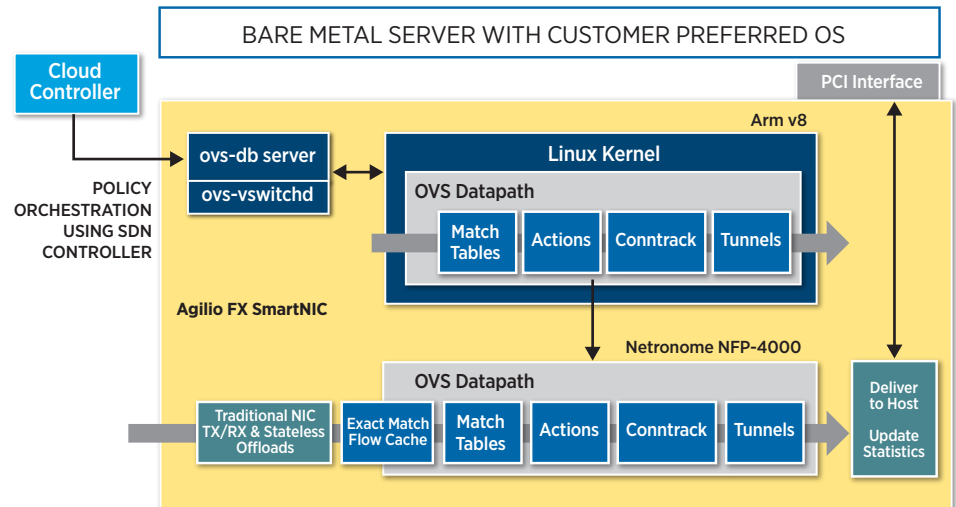 BARE METAL SERVER WITH CUSTOMER PREFERRED OS
Cloud
Controller
PCI Interface
Arm v8
ovs-db server
ovs-vswitchd
Linux Kernel
OVS Datapath
Match
Tables
Actions
Conntrack
Tunnels
POLICY
ORCHESTRATION
USING SDN
CONTROLLER
Agilio FX SmartNIC
Netronome NFP-4000
OVS Datapath
Traditional NIC
TX/RX & Stateless
Offloads
Exact Match
Flow Cache
Match
Tables
Actions
Conntrack
Tunnels
Deliver
to Host
Update
Statistics